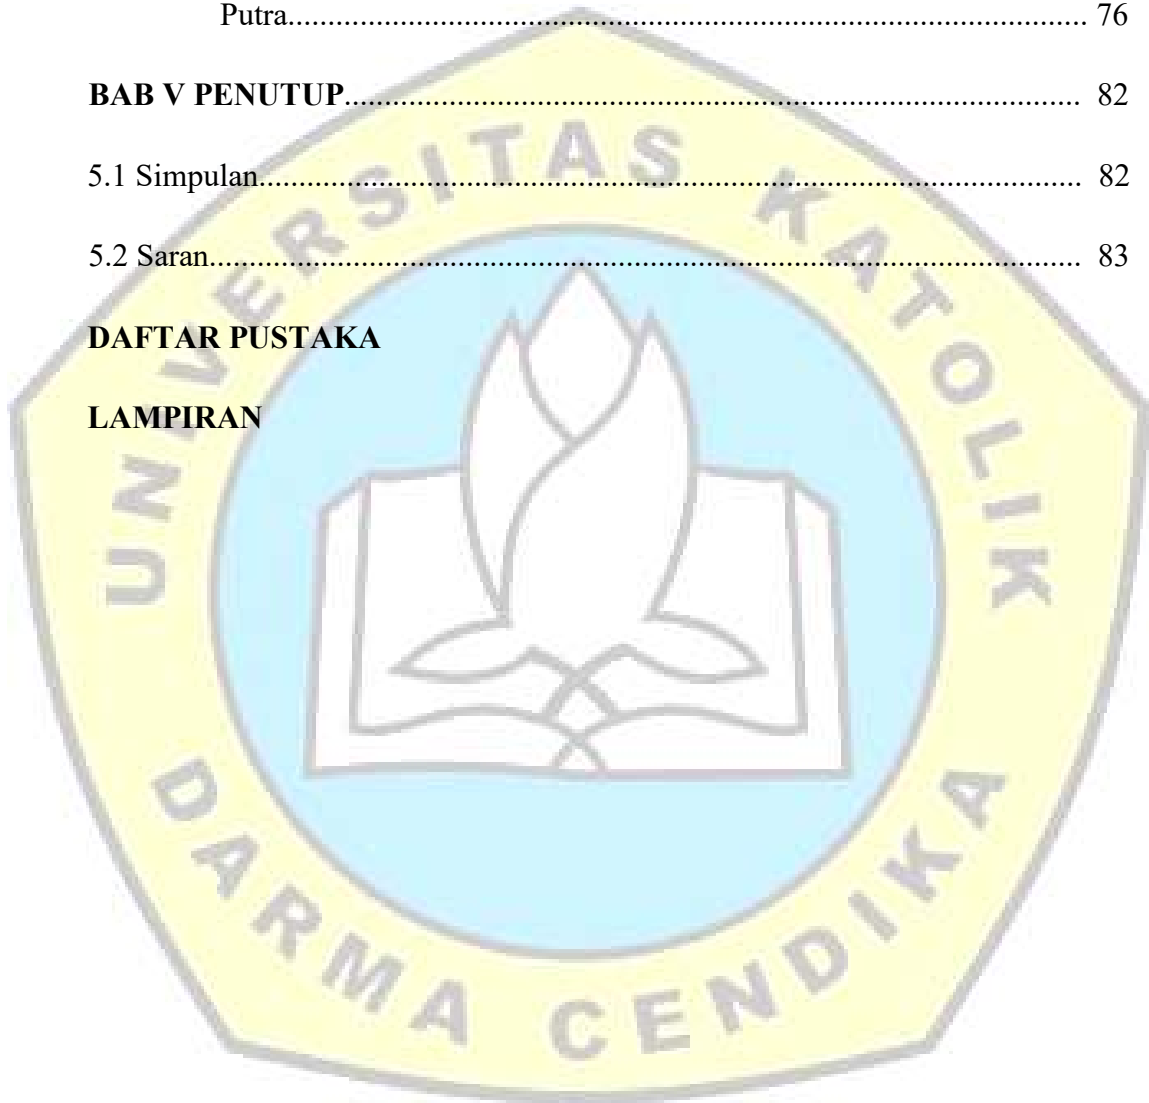 Putra.................................................................................................... 76
BAB V PENUTUP............................................................................................ 82
5.1 Simpulan....................................................................................................... 82
5.2 Saran............................................................................................................. 83
DAFTAR PUSTAKA
LAMPIRAN
UNIVERSITAS KATOLIK
DARMA CENDIKA